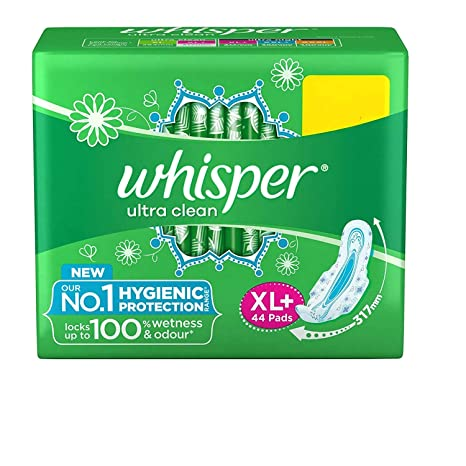 whisper®
ultra clean
NEW
OUR
NO.1 HYGIENIC
PROTECTION
RANGE^
locks
up to 100% wetness
& odour*
XL+
44 Pads
317mm